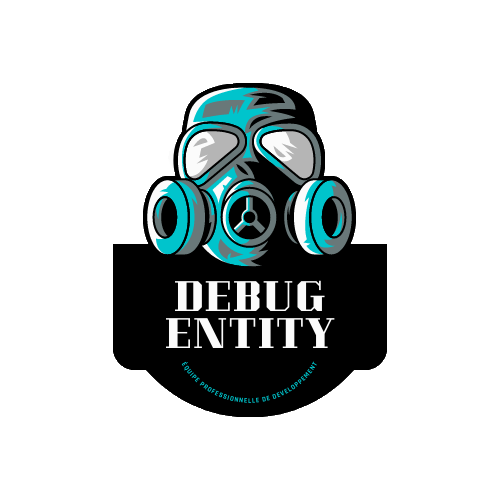 DEBUG
ENTITY
ÉQUIPE PROFESSIONNELLE DE DÉVELOPPEMENT